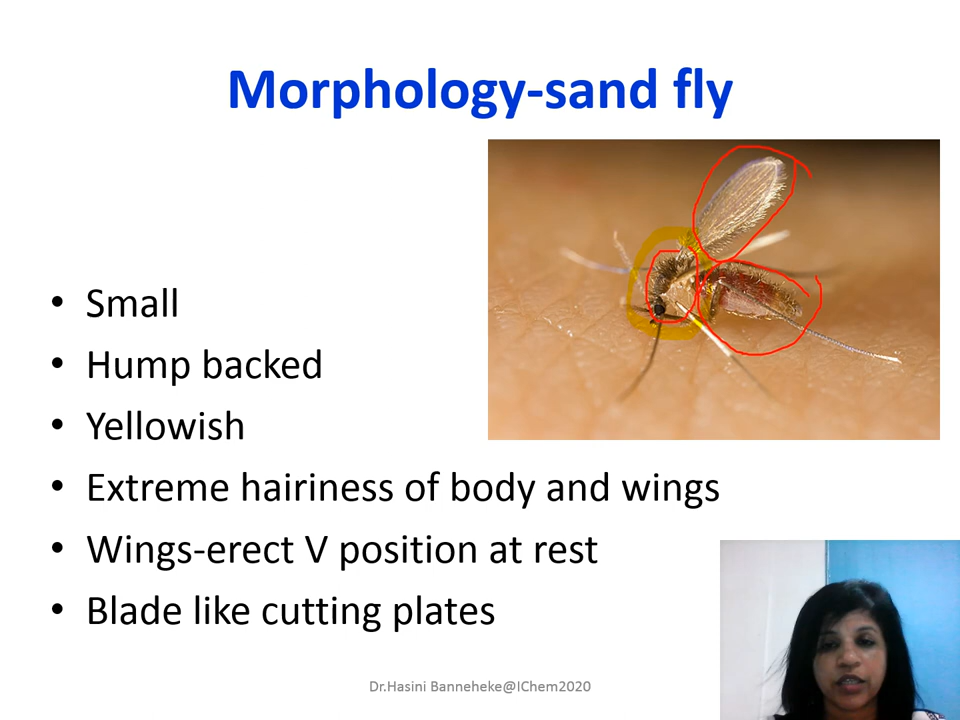 Morphology-sand fly
• Small
• Hump backed
• Yellowish
• Extreme hairiness of body and wings
• Wings-erect V position at rest
• Blade like cutting plates
Dr.Hasini Banneheke@IChem2020